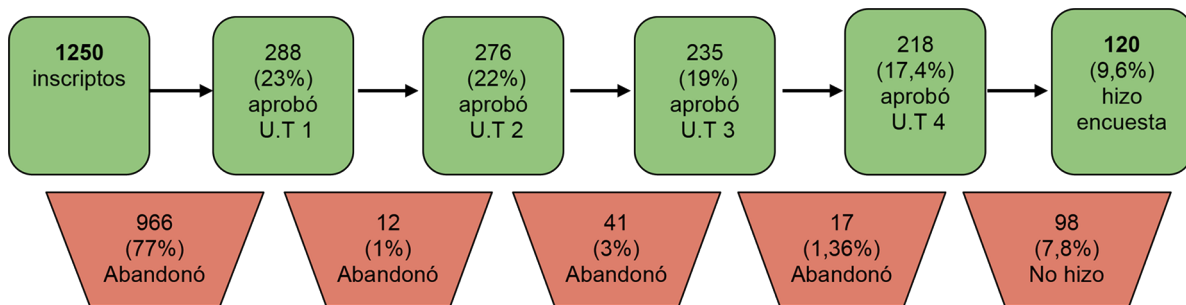 1250
inscriptos
288
(23%)
aprobó
U.T 1
276
(22%)
aprobó
U.T 2
235
(19%)
aprobó
U.T 3
218
(17,4%)
aprobó
U.T 4
120
(9,6%)
hizo
encuesta
966
(77%)
Abandonó
12
(1%)
Abandonó
41
(3%)
Abandonó
17
(1,36%)
Abandonó
98
(7,8%)
No hizo